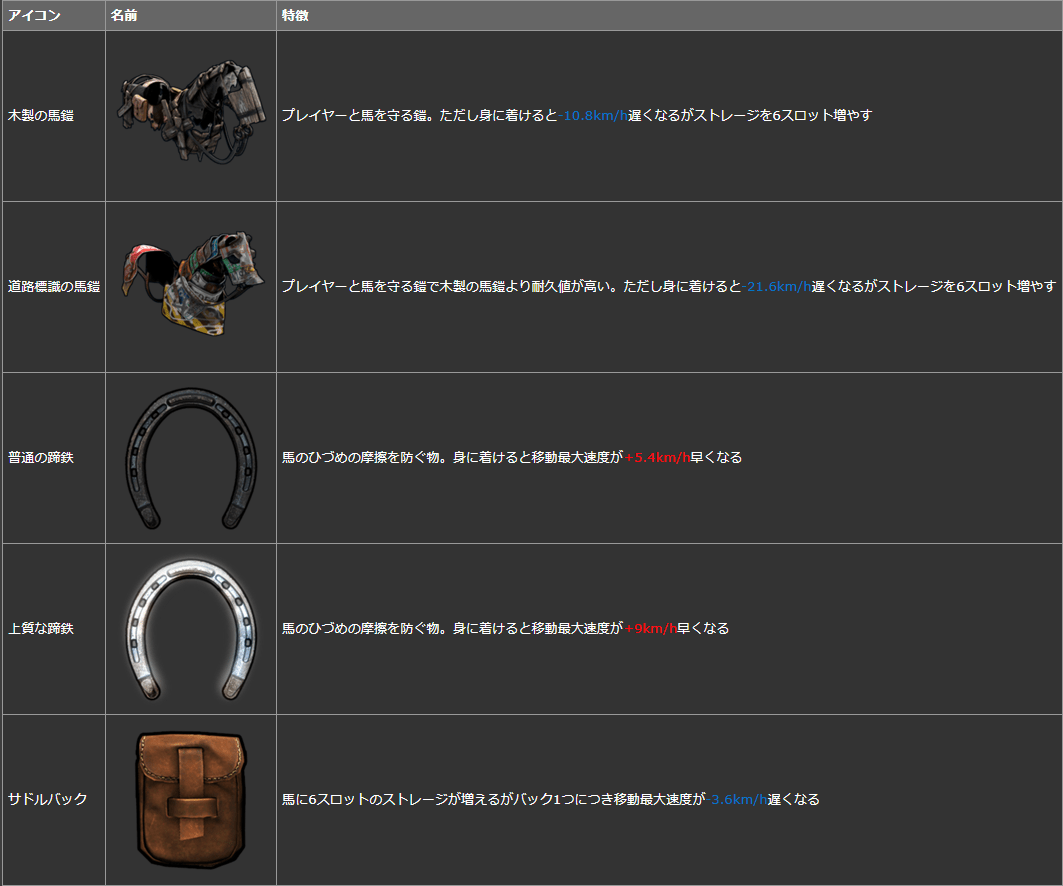 アイコン 名前 特徴
木製の馬鎧 プレイヤーと馬を守る鎧。ただし身に着けると-10.8km/h遅くなるがストレージを6スロット増やす
道路標識の馬鎧 プレイヤーと馬を守る鎧で木製の馬鎧より耐久値が高い。ただし身に着けると-21.6km/h遅くなるがストレージを6スロット増やす
普通の蹄鉄 馬のひづめの摩擦を防ぐ物。身に着けると移動最大速度が+5.4km/h早くなる
上質な蹄鉄 馬のひづめの摩擦を防ぐ物。身に着けると移動最大速度が+9km/h早くなる
サドルバック 馬に6スロットのストレージが増えるがバック1つにつき移動最大速度が-3.6km/h遅くなる